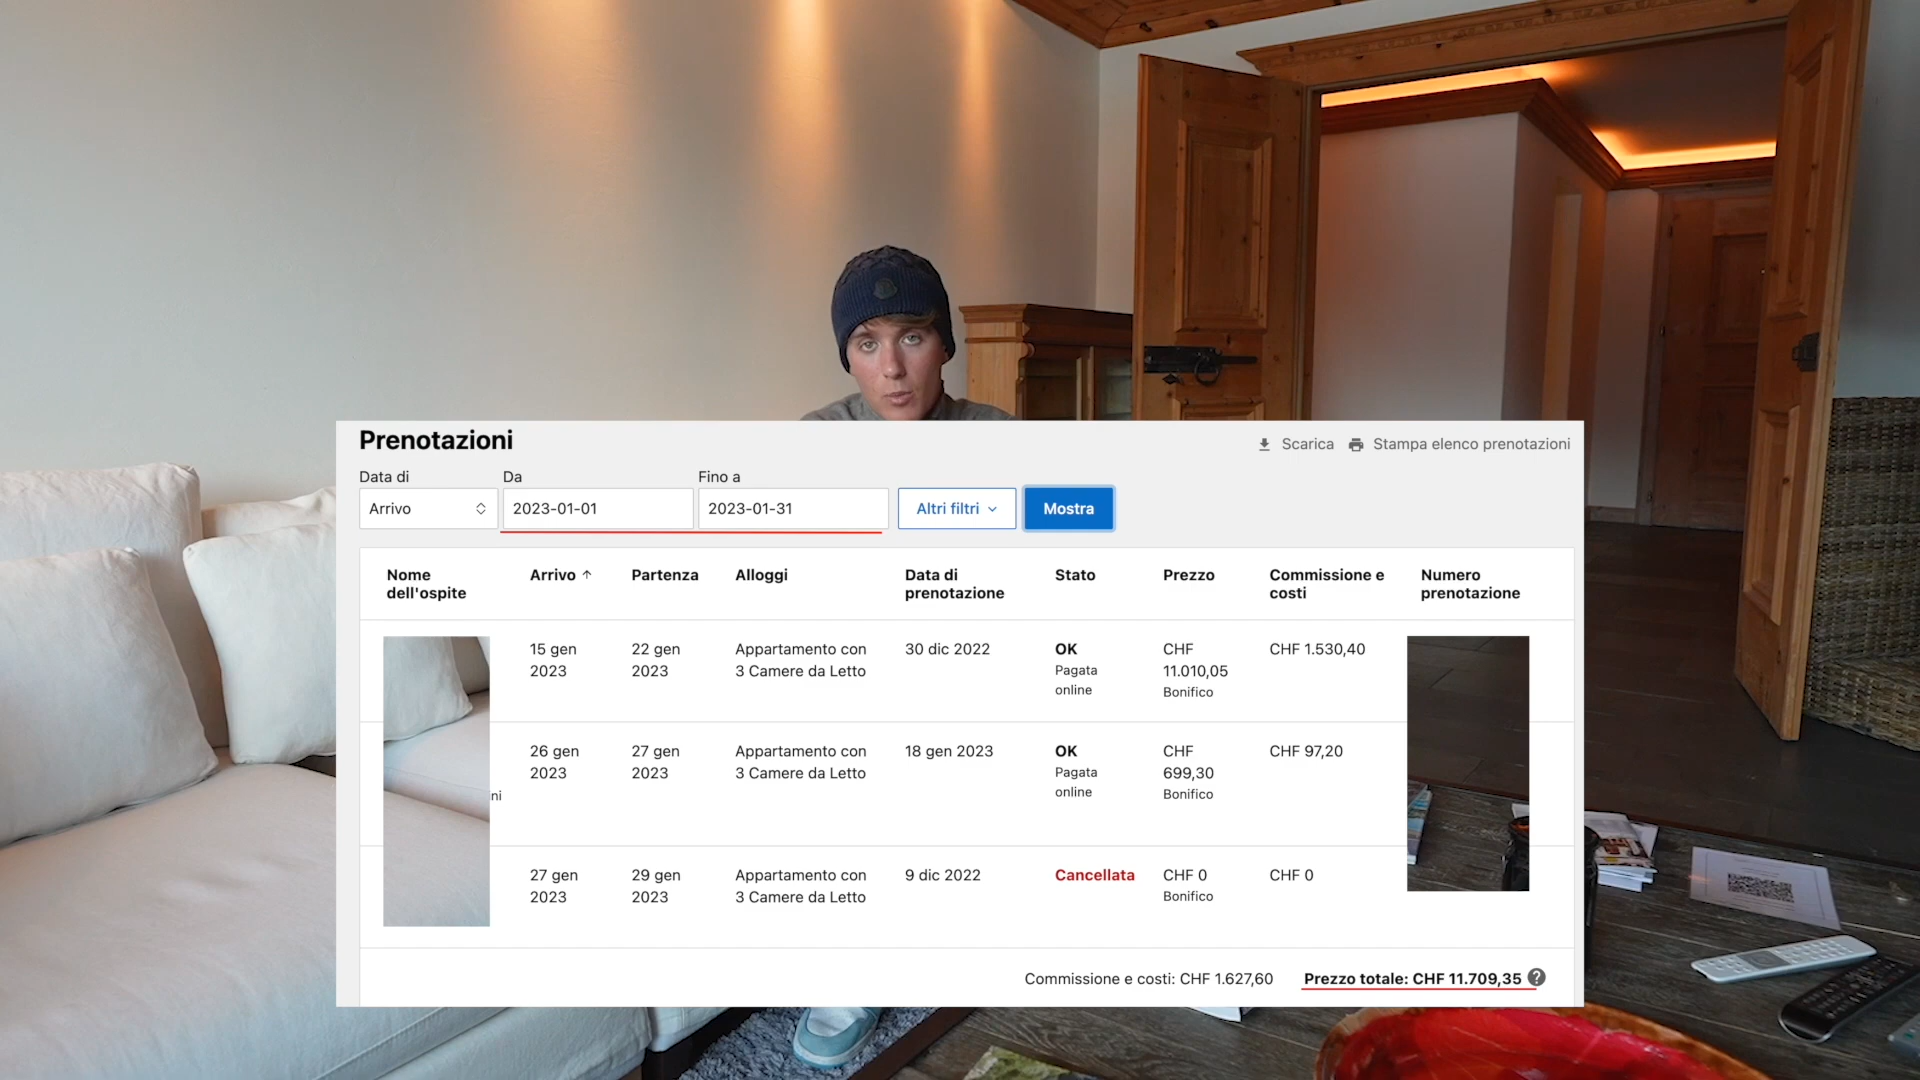 Prenotazioni
Scarica
Stampa elenco prenotazioni
Data di
Da
Fino a
Arrivo
2023-01-01
2023-01-31
Altri filtri
Mostra
Nome
dell'ospite
Arrivo ↑
Partenza
Alloggi
Data di
prenotazione
Stato
Prezzo
Commissione e
costi
Numero
prenotazione
15 gen
2023
22 gen
2023
Appartamento con
3 Camere da Letto
30 dic 2022
OK
Pagata
online
CHF
11.010,05
Bonifico
CHF 1.530,40
ni
26 gen
2023
27 gen
2023
Appartamento con
3 Camere da Letto
18 gen 2023
OK
Pagata
online
CHF
699,30
Bonifico
CHF 97,20
27 gen
2023
29 gen
2023
Appartamento con
3 Camere da Letto
9 dic 2022
Cancellata
CHF 0
Bonifico
CHF 0
Commissione e costi: CHF 1.627,60
Prezzo totale: CHF 11.709,35 ?